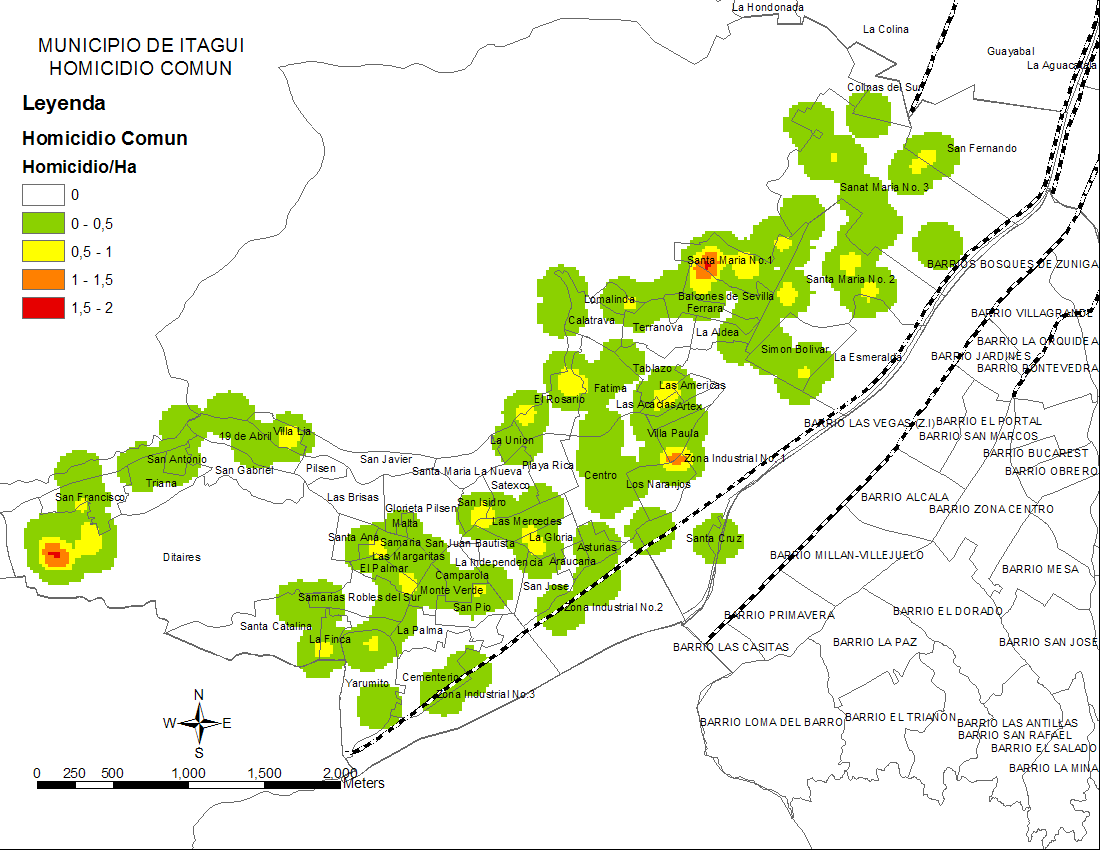 La Hondonada
La Colina
MUNICIPIO DE ITAGUI
HOMICIDIO COMUN
Guayabal
La Aguacatala
Leyenda
Colinas del Sur
Homicidio Comun
San Fernando
Homicidio/Ha
0
Sanat Maria No. 3
0 - 0,5
0,5 - 1
Santa Maria No.1
BARRIOS BOSQUES DE ZUÑIGA
1 - 1,5
Santa Maria No. 2
Lomalinda
Balcones de Sevilla
1,5 - 2
Ferrara
BARRIO VILLAGRANDE
Calatrava
Terranova
La Aldea
BARRIO LA ORQUIDEA
Simon Bolivar
La Esmeralda
BARRIO JARDINES
BARRIO PONTEVEDRA
Tablazo
Fatima
Las Americas
El Rosario
Las Acacias
Artex
BARRIO LAS VEGAS (Z.I)
BARRIO EL PORTAL
19 de Abril
Villa Lia
La Union
Villa Paula
BARRIO SAN MARCOS
BARRIO BUCAREST
San Antonio
San Gabriel
Pilsen
San Javier
Santa Maria La Nueva
Playa Rica
Zona Industrial No. 1
BARRIO OBRERO
Triana
Satexco
Centro
Los Naranjos
San Francisco
Las Brisas
Gloria Pilsen
San Isidro
BARRIO ALCALA
BARRIO ZONA CENTRO
Malta
Las Mercedes
Santa Ana
Samaria
San Juan Bautista
La Gloria
Santa Cruz
Ditaires
Las Margaritas
Asturias
BARRIO MILLAN-VILLEJUELO
El Palmar
La Independencia
Araucaria
BARRIO MESA
Camparola
Monte Verde
San Jose
Samarias Robles del Sur
San Pio
Zona Industrial No.2
BARRIO PRIMAVERA
BARRIO EL DORADO
Santa Catalina
La Palma
La Finca
BARRIO LAS CASITAS
BARRIO LA PAZ
BARRIO SAN JOSE
Yarumito
Cementerio
Zona Industrial No.3
N
W
E
S
BARRIO LOMA DEL BARRO
BARRIO EL TRIANON
BARRIO LAS ANTILLAS
BARRIO SAN RAFAEL
BARRIO EL SALADO
BARRIO LA MINA
0 250 500 1,000 1,500 2,000
Meters